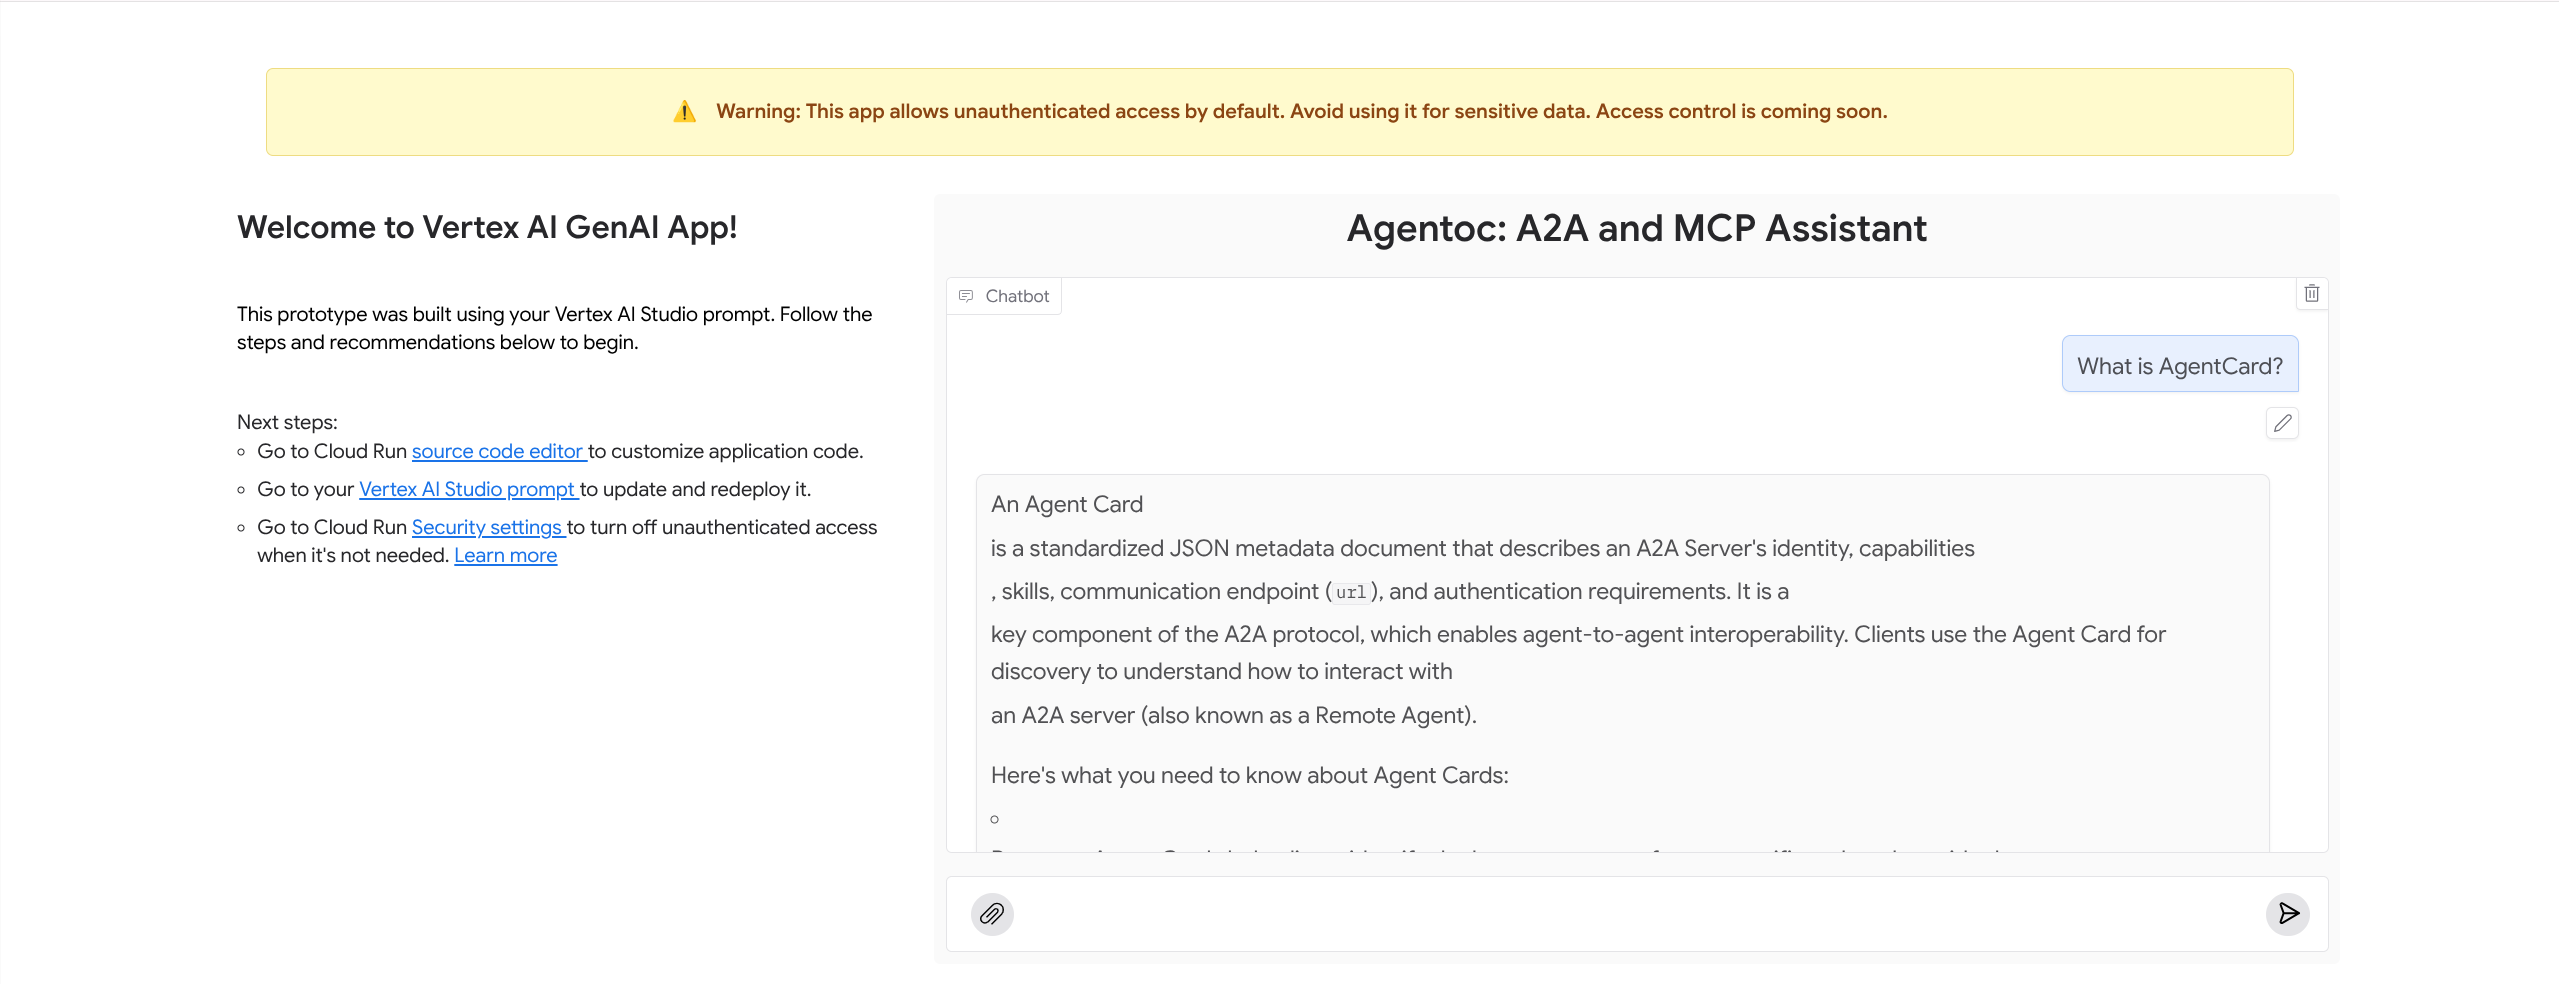 Warning: This app allows unauthenticated access by default. Avoid using it for sensitive data. Access control is coming soon.
Welcome to Vertex AI GenAI App!
This prototype was built using your Vertex AI Studio prompt. Follow the
steps and recommendations below to begin.
Next steps:
Go to Cloud Run source code editor to customize application code.
Go to your Vertex AI Studio prompt to update and redeploy it.
Go to Cloud Run Security settings to turn off unauthenticated access
when it's not needed. Learn more
Agentoc: A2A and MCP Assistant
Chatbot
What is AgentCard?
An Agent Card
is a standardized JSON metadata document that describes an A2A Server's identity, capabilities
, skills, communication endpoint (url), and authentication requirements. It is a
key component of the A2A protocol, which enables agent-to-agent interoperability. Clients use the Agent Card for
discovery to understand how to interact with
an A2A server (also known as a Remote Agent).
Here's what you need to know about Agent Cards: